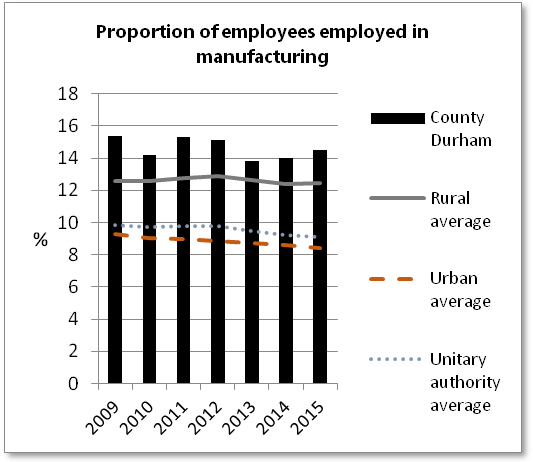 Proportion of employees employed in
manufacturing
18
16
14
12
10
8
6
4
2
0
%
2009
2010
2011
2012
2013
2014
2015
County
Durham
Rural
average
Urban
average
Unitary
authority
average